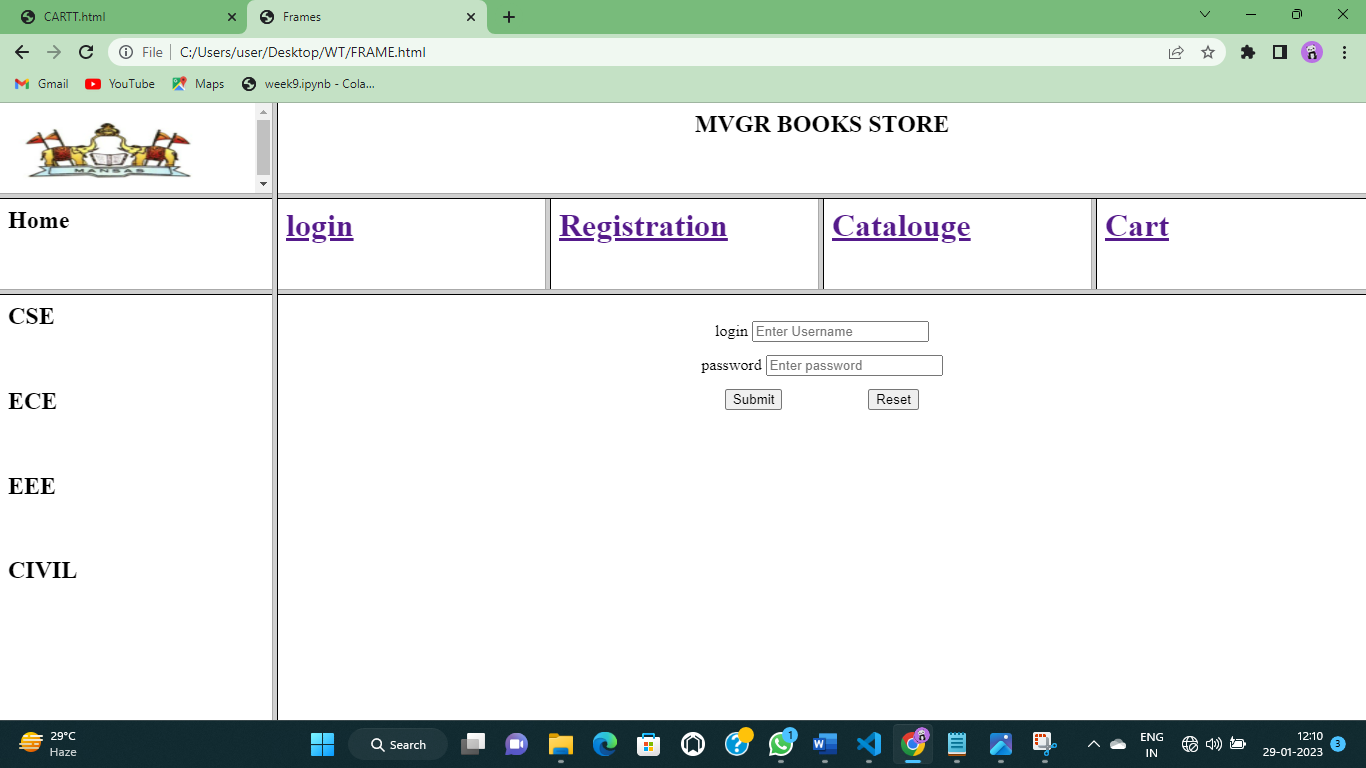 CARTT.html
Frames
File
C:/Users/user/Desktop/WT/FRAME.html
Gmail
YouTube
Maps
week9.ipynb - Cola...
MANSAS
MVGR BOOKS STORE
Home
login
Registration
Catalouge
Cart
CSE
ECE
EEE
CIVIL
login Enter Username
password Enter password
Submit
Reset
29°C
Haze
Search
1
ENG
IN
12:10
29-01-2023
3